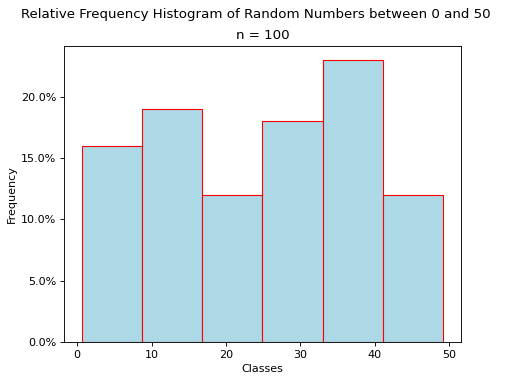 Relative Frequency Histogram of Random Numbers between 0 and 50
n = 100
20.0%
15.0%
10.0%
5.0%
0.0%
Frequency
0 10 20 30 40 50
Classes